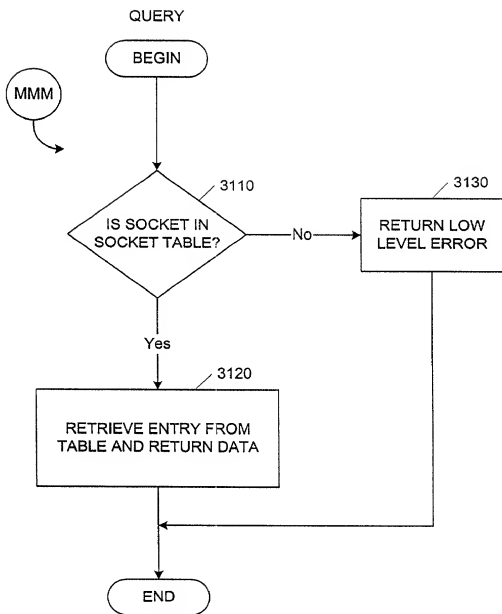 QUERY
BEGIN
MMM
3110
IS SOCKET IN
SOCKET TABLE?
No
3130
RETURN LOW
LEVEL ERROR
Yes
3120
RETRIEVE ENTRY FROM
TABLE AND RETURN DATA
END